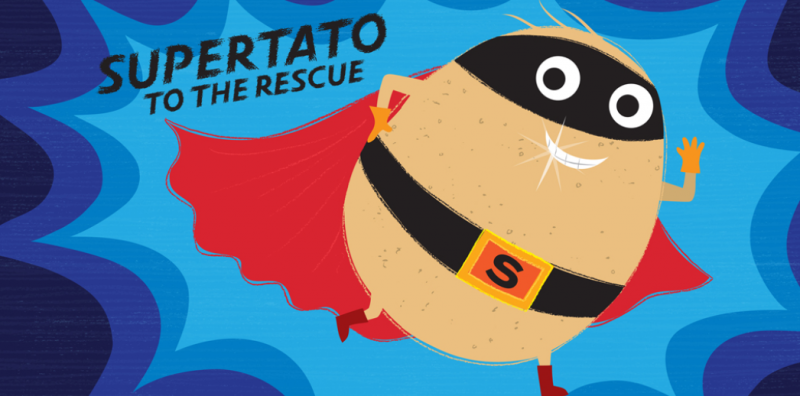 SUPERTATO
TO THE RESCUE
S